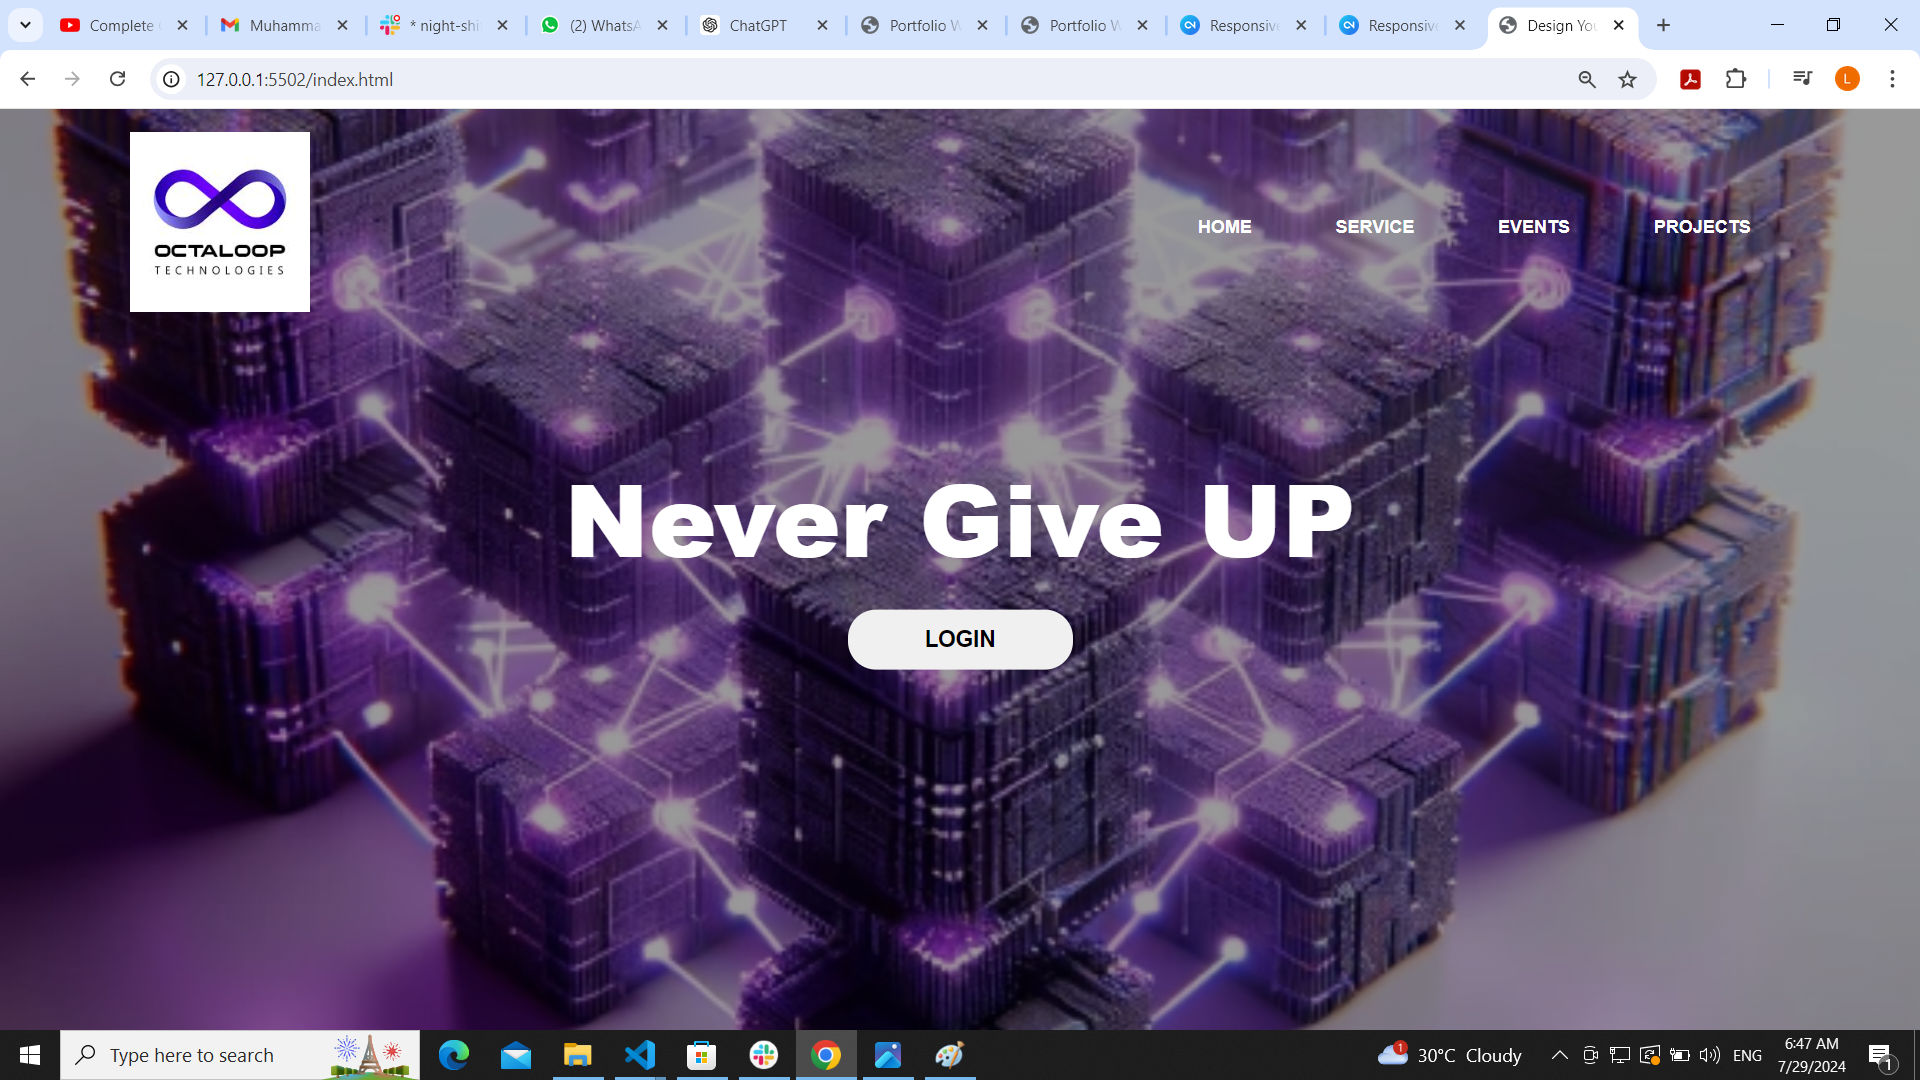 Complete
Muhamma
* night-shi
(2) WhatsA
ChatGPT
Portfolio W
Portfolio W
Responsive
Responsive
Design You
127.0.0.1:5502/index.html
L
OCTALOOP
TECHNOLOGIES
HOME
SERVICE
EVENTS
PROJECTS
Never Give UP
LOGIN
Type here to search
1
30°C Cloudy
ENG
6:47 AM
7/29/2024
1